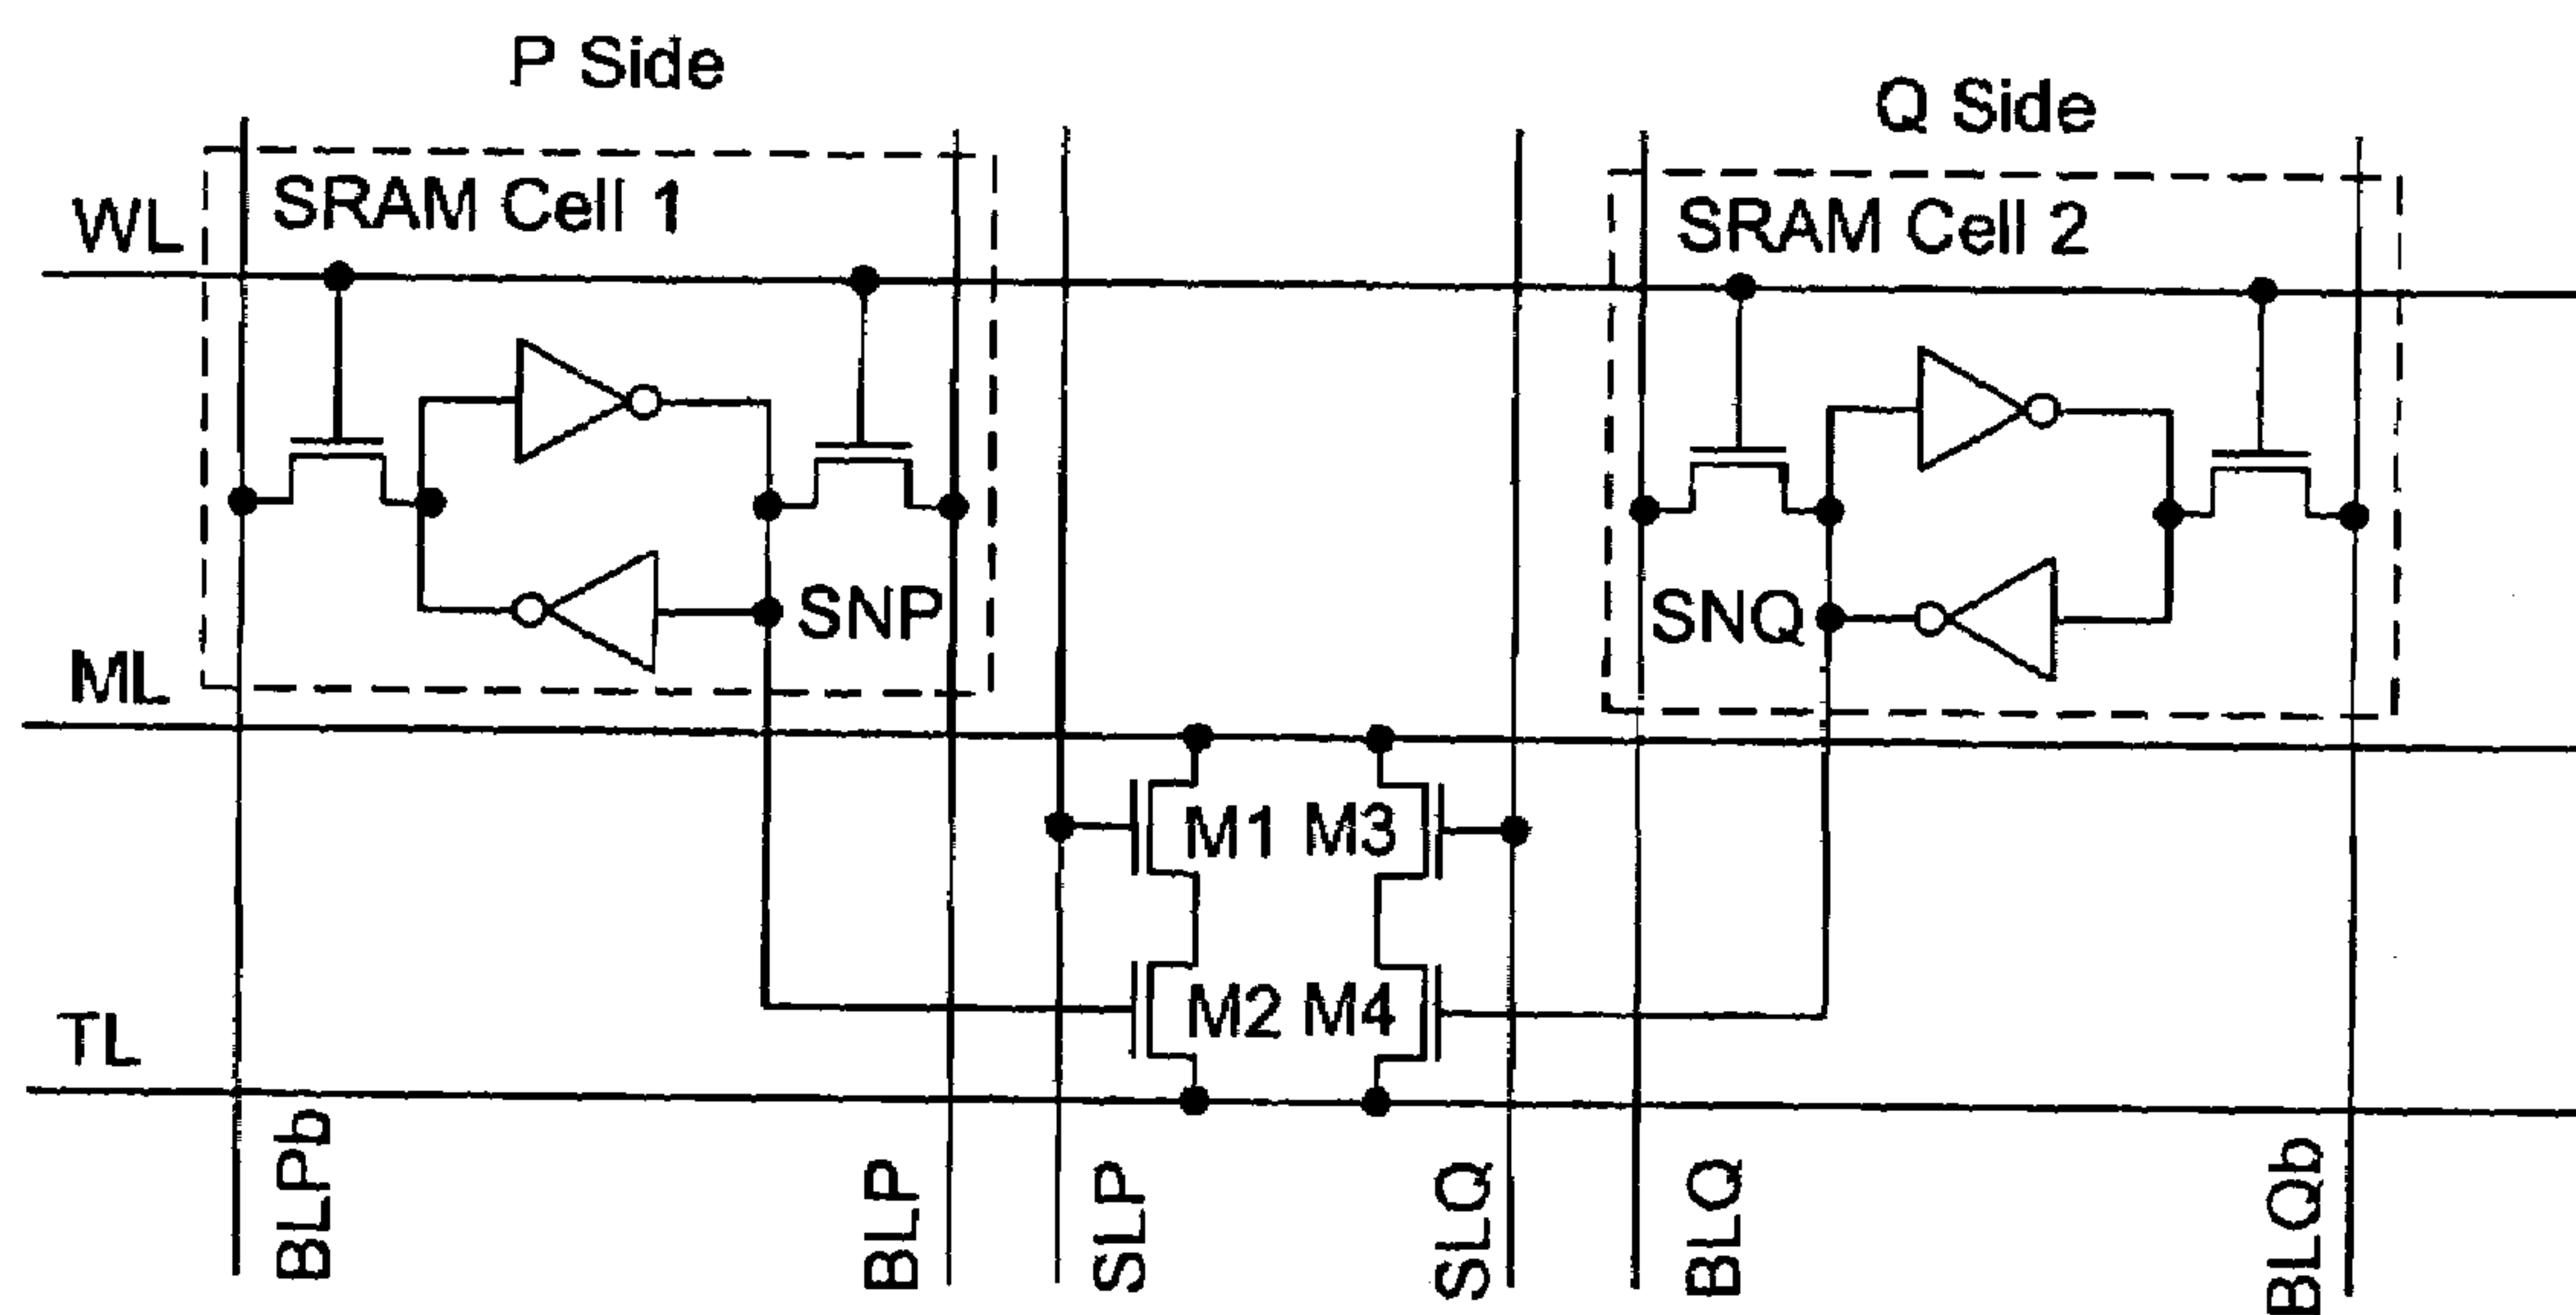 P Side
Q Side
SRAM Cell 1
SRAM Cell 2
WL
SNP
SNQ
ML
M1 M3
M2 M4
TL
BLPb
BLP
SLP
SLQ
BLQ
BLQb